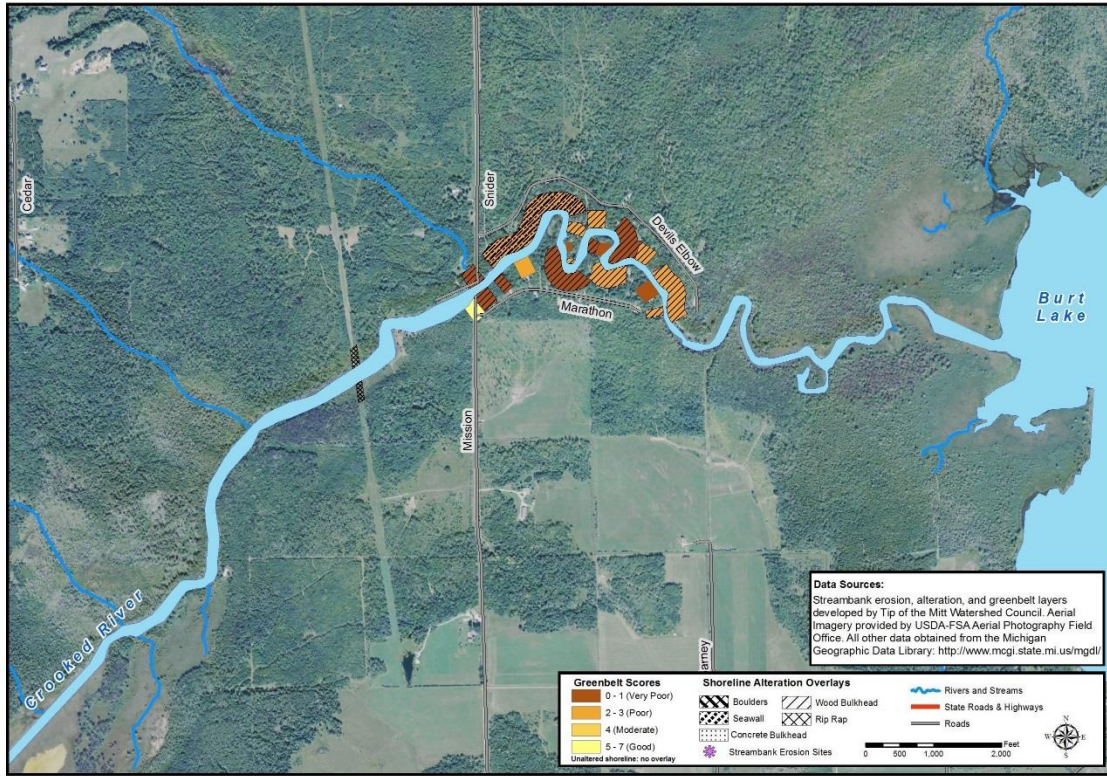 Cedar
Snider
Devils Elbow
Burt
Lake
Marathon
Mission
Crooked River
arney
Data Sources:
Streambank erosion, alteration, and greenbelt layers
developed by Tip of the Mitt Watershed Council. Aerial
Imagery provided by USDA-FSA Aerial Photography Field
Office. All other data obtained from the Michigan
Geographic Data Library: http://www.mcgi.state.mi.us/mgdl/
Greenbelt Scores
0 - 1 (Very Poor)
2 - 3 (Poor)
4 (Moderate)
5 - 7 (Good)
Unaltered shoreline: no overlay
Shoreline Alteration Overlays
Boulders
Wood Bulkhead
Seawall
Rip Rap
Concrete Bulkhead
Streambank Erosion Sites
Rivers and Streams
State Roads & Highways
Roads
Feet
0 500 1,000 2,000
N
W E
S